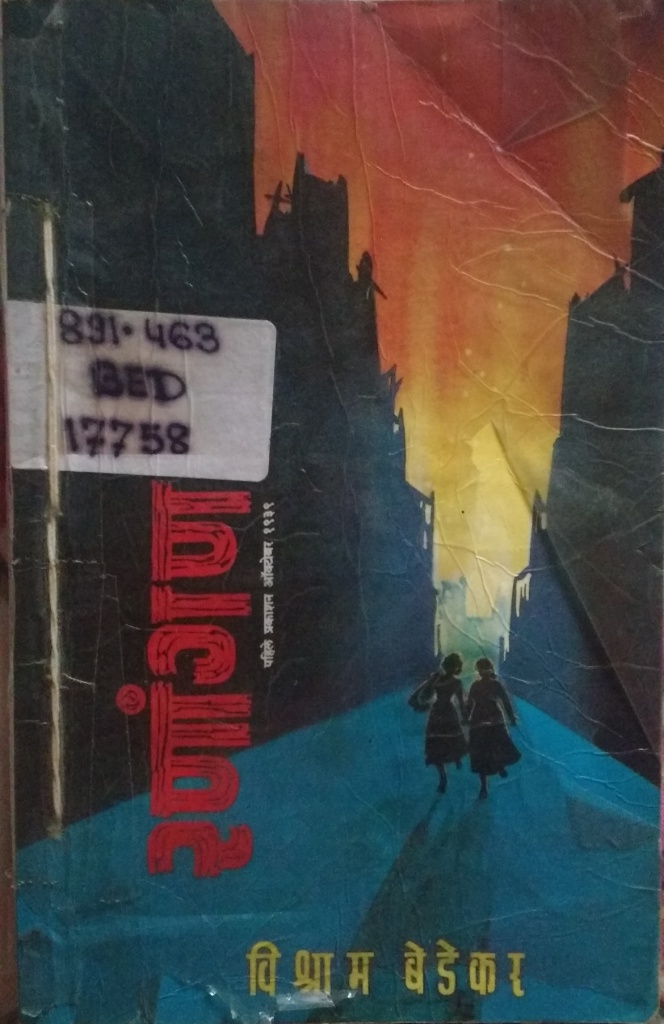 891.463
BED
17758
रणांगण
पहिले प्रकाशन ऑक्टोबर १९३९
विश्राम बेडेकर